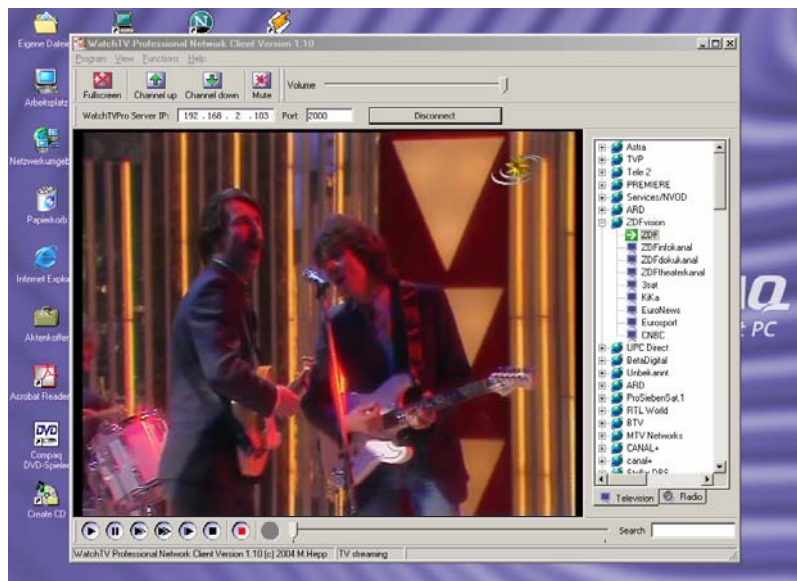 WatchTV Professional Network Client Version 1.10
Program View Functions Help
Fullscreen Channel up Channel down Mute Volume
WatchTVPro Server IP: 192 .168 . 2 .103 Port 2000 Disconnect
Eigene Dateie
Arbeitsplatz
Netzwerkumgeb
Papierkorb
Internet Explo
Aktenkoffer
Acrobat Reader
DVD
Compaq
DVD-Spieler
Create CD
Astra
TVP
Tele 2
PREMIERE
Services/NVOD
ARD
ZDFvision
ZDF
ZDFinfokanal
ZDFdokukanal
ZDFtheaterkanal
3sat
KiKa
EuroNews
Eurosport
CNBC
UPC Direct
BetaDigital
Unbekannt
ARD
ProSiebenSat.1
RTL World
BTV
MTV Networks
CANAL+
canal+
Television Radio
Search
WatchTV Professional Network Client Version 1.10 (c) 2004 M.Hepp TV streaming
Q
PC